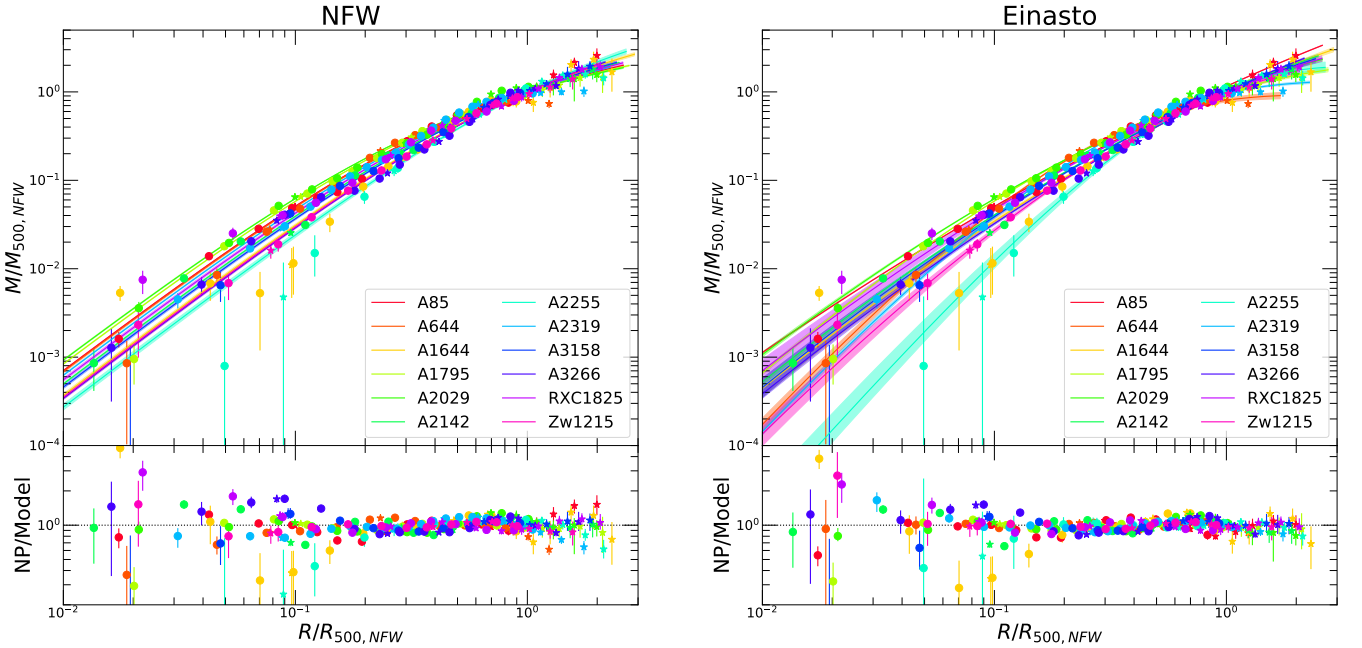 NFW
M/M500,NFW
10^0
10^−1
10^−2
10^−3
10^−4
A85
A644
A1644
A1795
A2029
A2142
A2255
A2319
A3158
A3266
RXC1825
Zw1215
NP/Model
10^0
10^−2
10^−1
10^0
R/R500,NFW
Einasto
M/M500,NFW
10^0
10^−1
10^−2
10^−3
10^−4
A85
A644
A1644
A1795
A2029
A2142
A2255
A2319
A3158
A3266
RXC1825
Zw1215
NP/Model
10^0
10^−2
10^−1
10^0
R/R500,NFW